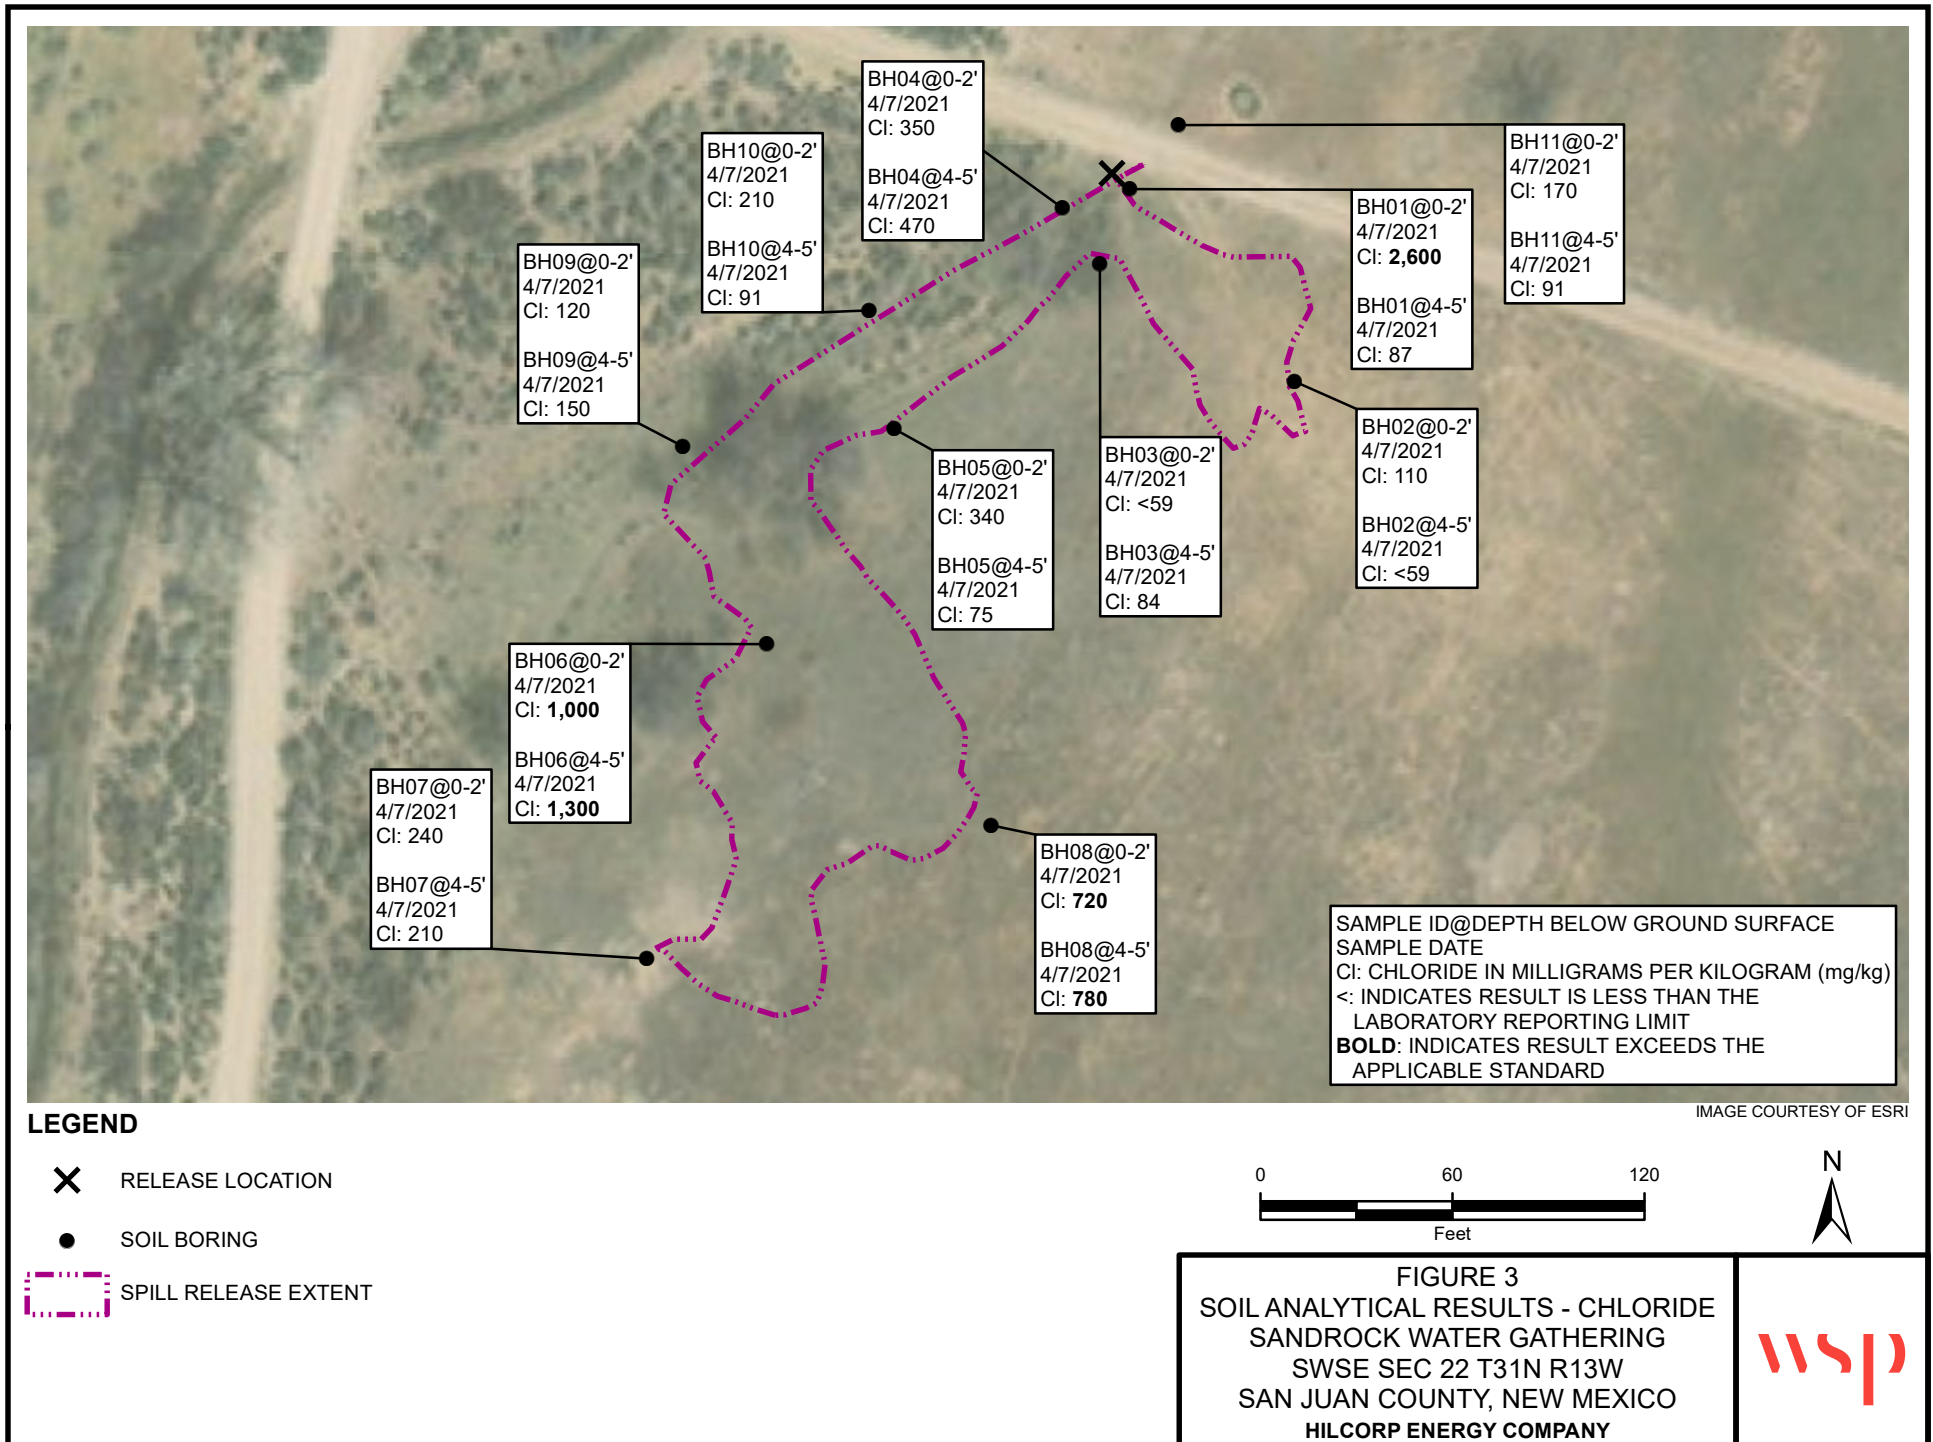 BH04@0-2'
4/7/2021
Cl: 350
BH04@4-5'
4/7/2021
Cl: 470
BH10@0-2'
4/7/2021
Cl: 210
BH10@4-5'
4/7/2021
Cl: 91
BH11@0-2'
4/7/2021
Cl: 170
BH11@4-5'
4/7/2021
Cl: 91
BH01@0-2'
4/7/2021
Cl: 2,600
BH01@4-5'
4/7/2021
Cl: 87
BH09@0-2'
4/7/2021
Cl: 120
BH09@4-5'
4/7/2021
Cl: 150
BH02@0-2'
4/7/2021
Cl: 110
BH02@4-5'
4/7/2021
Cl: <59
BH03@0-2'
4/7/2021
Cl: <59
BH03@4-5'
4/7/2021
Cl: 84
BH05@0-2'
4/7/2021
Cl: 340
BH05@4-5'
4/7/2021
Cl: 75
BH06@0-2'
4/7/2021
Cl: 1,000
BH06@4-5'
4/7/2021
Cl: 1,300
BH07@0-2'
4/7/2021
Cl: 240
BH07@4-5'
4/7/2021
Cl: 210
BH08@0-2'
4/7/2021
Cl: 720
BH08@4-5'
4/7/2021
Cl: 780
SAMPLE ID@DEPTH BELOW GROUND SURFACE
SAMPLE DATE
Cl: CHLORIDE IN MILLIGRAMS PER KILOGRAM (mg/kg)
<: INDICATES RESULT IS LESS THAN THE
LABORATORY REPORTING LIMIT
BOLD: INDICATES RESULT EXCEEDS THE
APPLICABLE STANDARD
IMAGE COURTESY OF ESRI
LEGEND
RELEASE LOCATION
SOIL BORING
SPILL RELEASE EXTENT
0 60 120
Feet
N
FIGURE 3
SOIL ANALYTICAL RESULTS - CHLORIDE
SANDROCK WATER GATHERING
SWSE SEC 22 T31N R13W
SAN JUAN COUNTY, NEW MEXICO
HILCORP ENERGY COMPANY
wsp